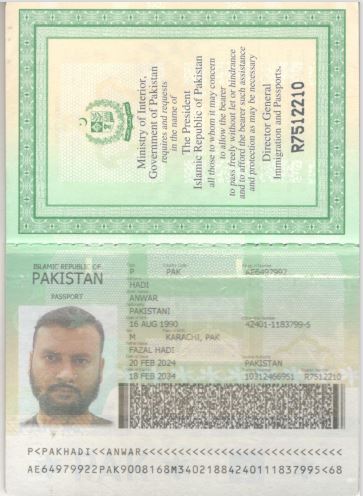 Ministry of Interior,
Government of Pakistan
requires and requests
in the name of
The President
Islamic Republic of Pakistan
all those to whom it may concern
to allow the bearer
to pass freely without let or hindrance
and to afford the bearer such assistance
and protection as may be necessary
Director General
Immigration and Passports.
R7512210
ISLAMIC REPUBLIC OF
PAKISTAN
PASSPORT
P PAK AE6497992
HADI
ANWAR
PAKISTANI
16 AUG 1990 42401-1183799-5
M KARACHI, PAK
FAZAL HADI
20 FEB 2024 PAKISTAN
18 FEB 2034 10312466951 R7512210
P<PAKHADI<<ANWAR<<<<<<<<<<<<<<<<<<<<<<<<<<<<
AE64979922PAK9008168M34021884240111837995<68